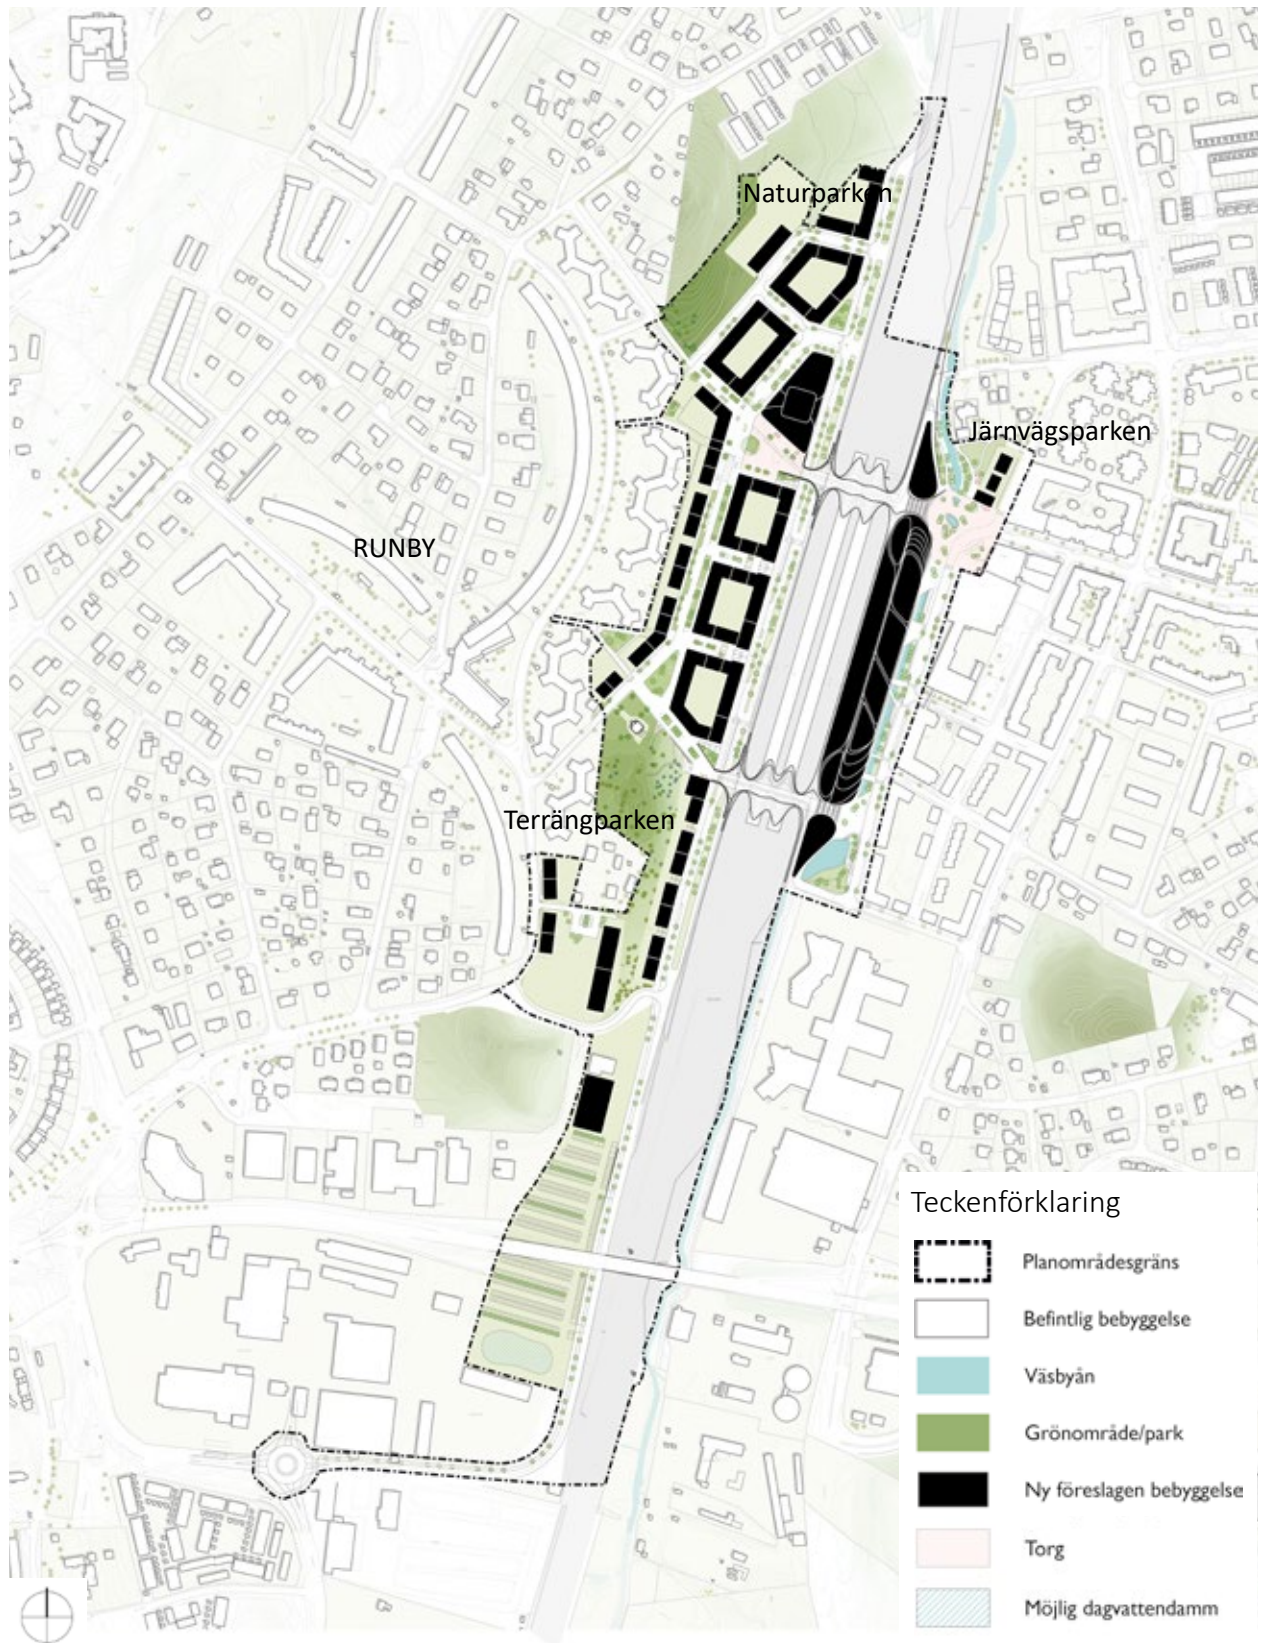 Naturparken
Järnvägsparken
RUNBY
Terrängparken
Teckenförklaring
Planområdesgräns
Befintlig bebyggelse
Väsbyån
Grönområde/park
Ny föreslagen bebyggelse
Torg
Möjlig dagvattendamm